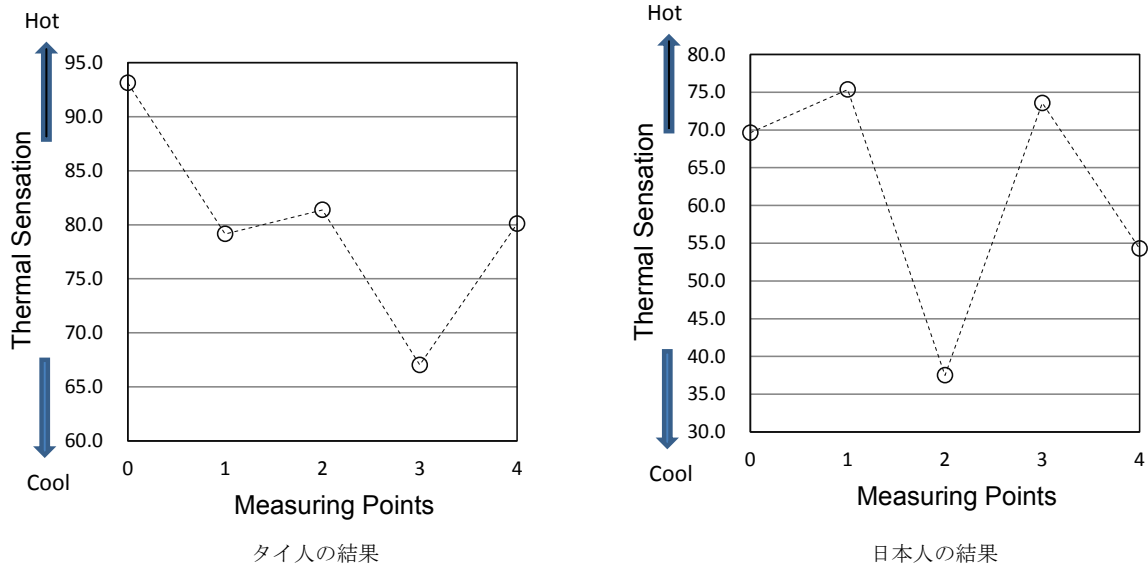 Hot
95.0
90.0
85.0
80.0
75.0
70.0
65.0
60.0
Thermal Sensation
Cool
0 1 2 3 4
Measuring Points
タイ人の結果
Hot
80.0
75.0
70.0
65.0
60.0
55.0
50.0
45.0
40.0
35.0
30.0
Thermal Sensation
Cool
0 1 2 3 4
Measuring Points
日本人の結果